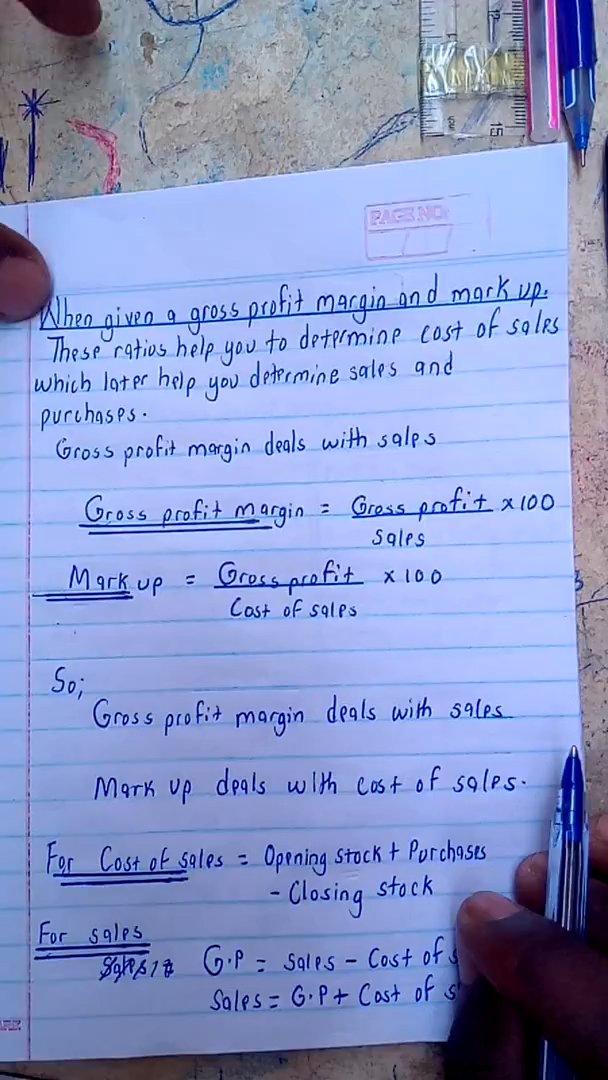 PAGE NO:
When given a gross profit margin and mark up.
These ratios help you to determine cost of sales
which later help you determine sales and
purchases.
Gross profit margin deals with sales
Gross profit margin = Gross profit x 100
Sales
Mark up = Gross profit x 100
Cost of sales
So;
Gross profit margin deals with sales
Mark up deals with cost of sales.
For Cost of sales = Opening stock + Purchases
- Closing stock
For sales
G.P = Sales - Cost of s
Sales = G.P + Cost of s